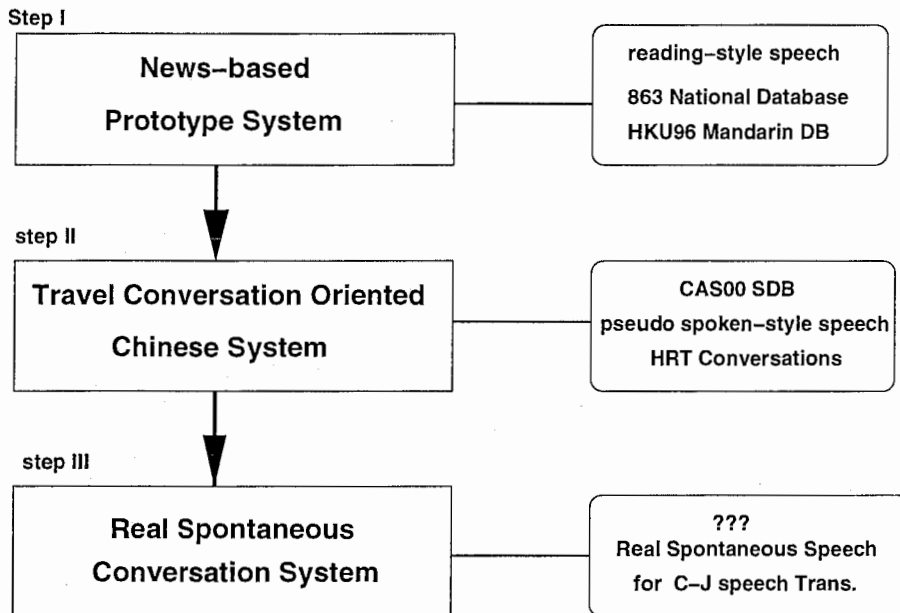 Step I
News-based
Prototype System
reading-style speech
863 National Database
HKU96 Mandarin DB
step II
Travel Conversation Oriented
Chinese System
CAS00 SDB
pseudo spoken-style speech
HRT Conversations
step III
Real Spontaneous
Conversation System
???
Real Spontaneous Speech
for C-J speech Trans.